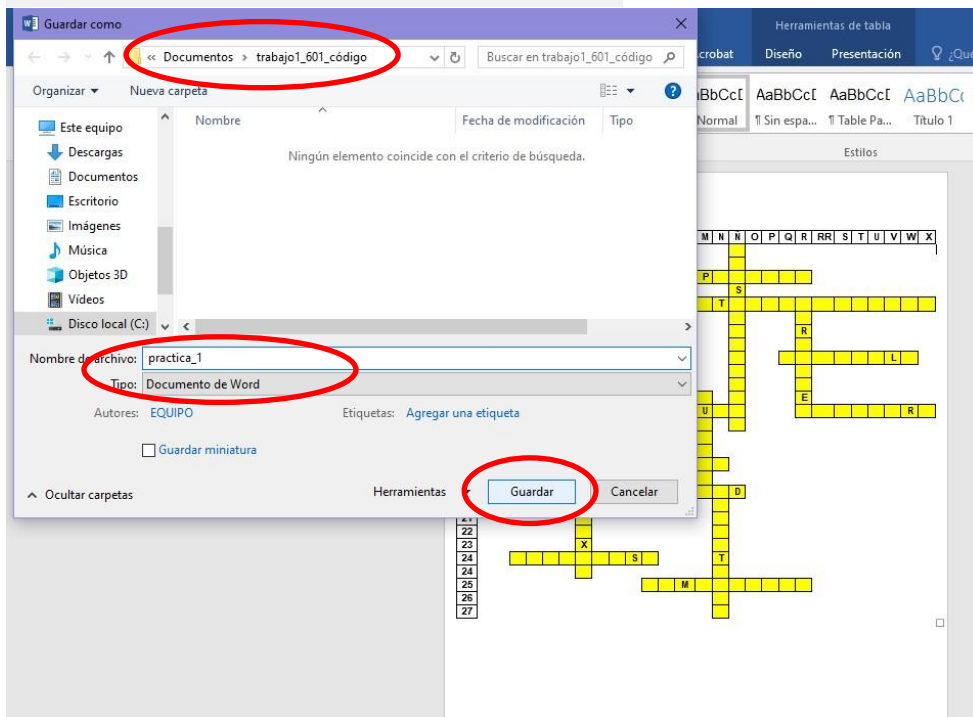 Guardar como
Herramientas de tabla
« Documentos › trabajo1_601_código
Buscar en trabajo1_601_código
Acrobat Diseño Presentación ¿Qué
Organizar Nueva carpeta
AaBbCcD AaBbCcD AaBbCcD AaBbCc
Normal ¶ Sin espa... ¶ Table Pa... Título 1
Estilos
Nombre Fecha de modificación Tipo
Ningún elemento coincide con el criterio de búsqueda.
Este equipo
Descargas
Documentos
Escritorio
Imágenes
Música
Objetos 3D
Vídeos
Disco local (C:)
Nombre de archivo: practica_1
Tipo: Documento de Word
Autores: EQUIPO Etiquetas: Agregar una etiqueta
Guardar miniatura
Ocultar carpetas
Herramientas Guardar Cancelar
M N Ñ O P Q R RR S T U V W X
P
S
T
R
L
E
U R
D
21
22
23 X
24 S T
24
25 M
26
27